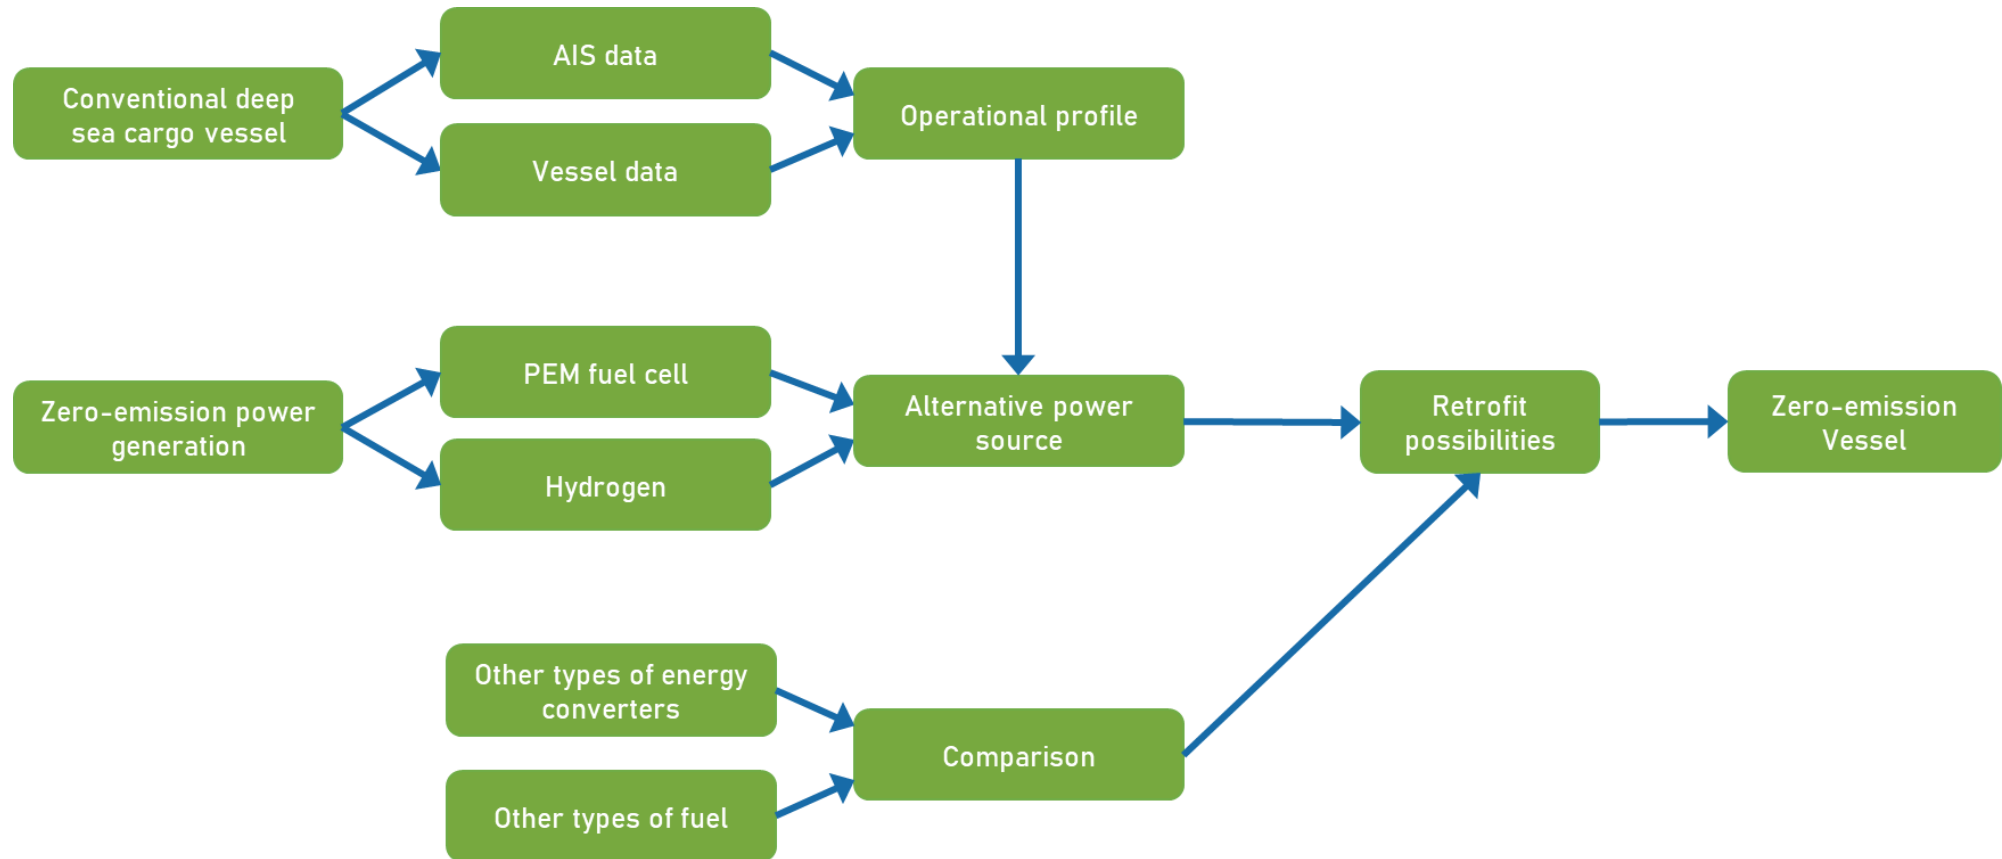 AIS data
Conventional deep
sea cargo vessel
Operational profile
Vessel data
PEM fuel cell
Zero-emission power
generation
Alternative power
source
Retrofit
possibilities
Zero-emission
Vessel
Hydrogen
Other types of energy
converters
Comparison
Other types of fuel